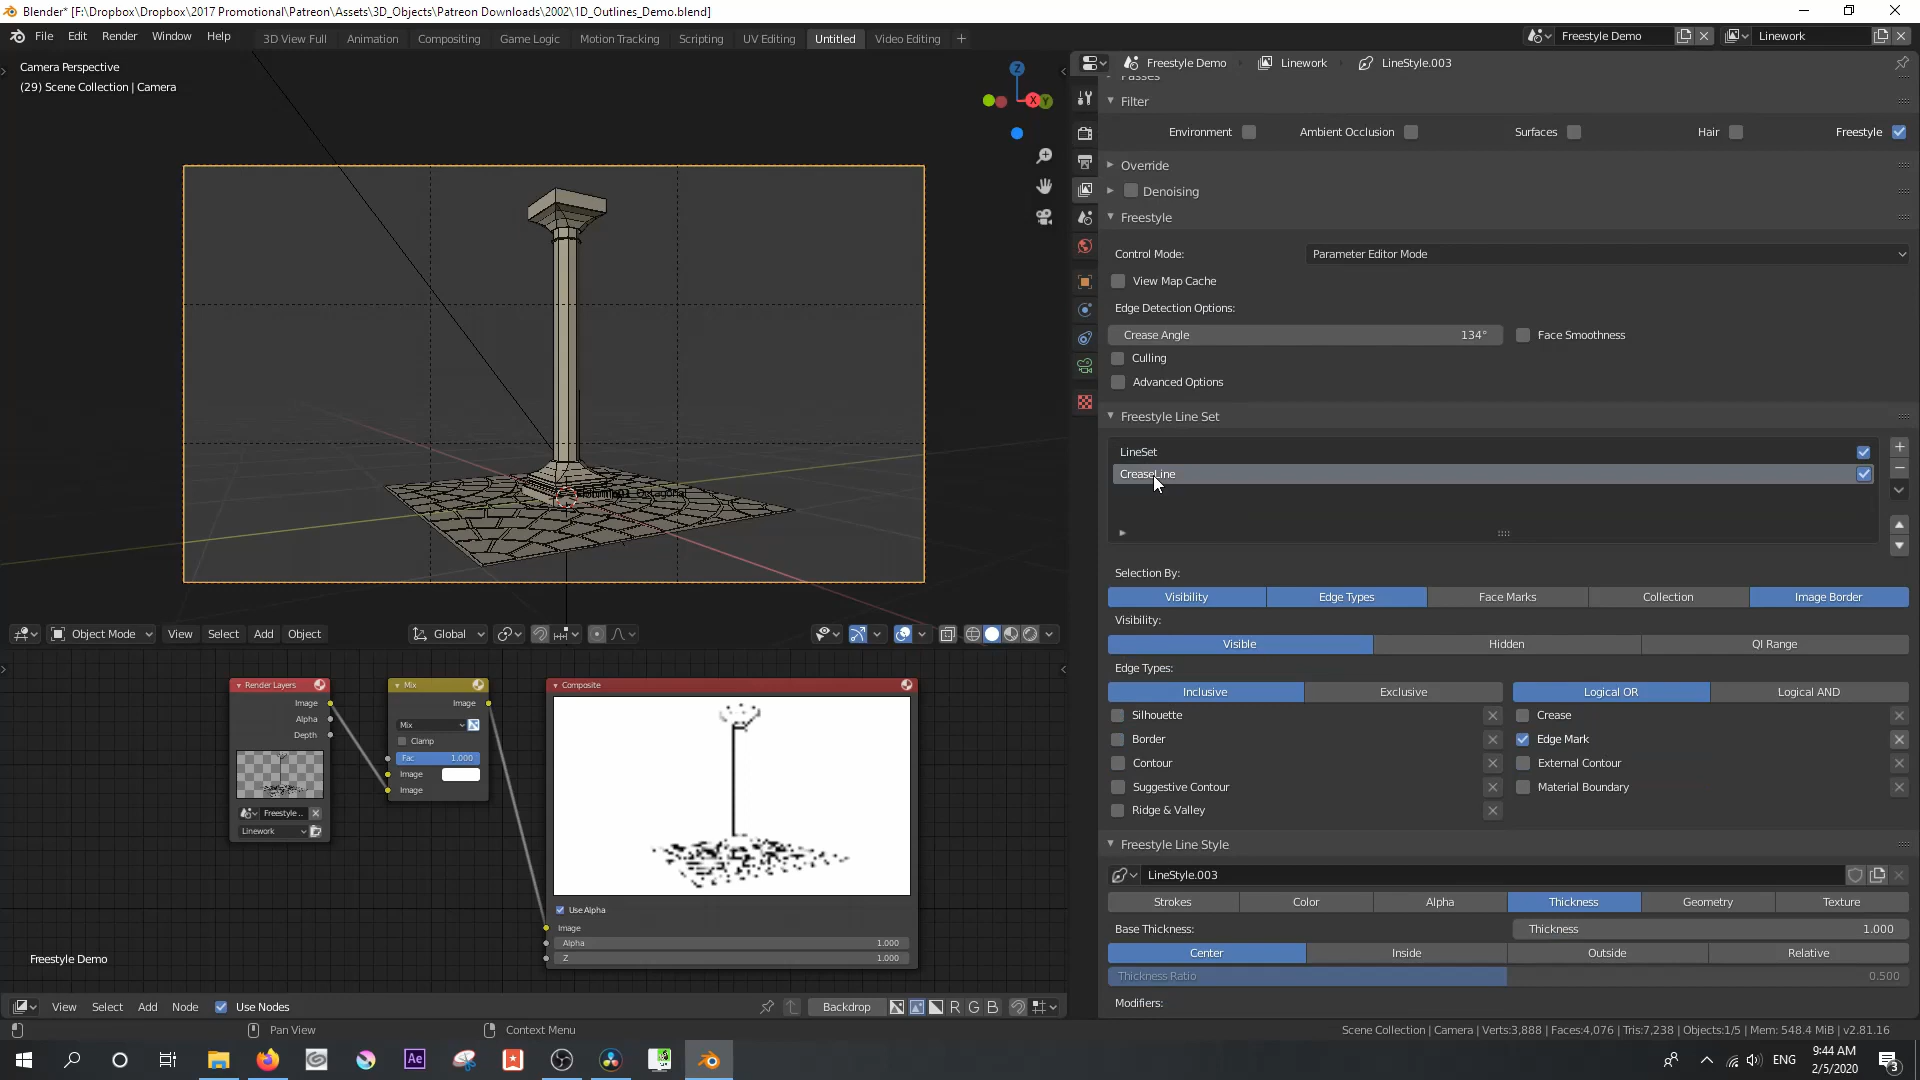 Blender* [F:\Dropbox\Dropbox\2017 Promotional\Patreon\Assets\3D_Objects\Patreon Downloads\2002\1D_Outlines_Demo.blend]
File Edit Render Window Help 3D View Full Animation Compositing Game Logic Motion Tracking Scripting UV Editing Untitled Video Editing + Freestyle Demo Linework
Camera Perspective
(29) Scene Collection | Camera
Z
X
Y
Freestyle Demo Linework LineStyle.003
Passes
Filter
Environment Ambient Occlusion Surfaces Hair Freestyle
Override
Denoising
Freestyle
Control Mode: Parameter Editor Mode
View Map Cache
Edge Detection Options:
Crease Angle 134° Face Smoothness
Culling
Advanced Options
Freestyle Line Set
LineSet
CreaseLine
Selection By:
Visibility Edge Types Face Marks Collection Image Border
Visibility:
Visible Hidden QI Range
Edge Types:
Inclusive Exclusive Logical OR Logical AND
Silhouette Crease
Border Edge Mark
Contour External Contour
Suggestive Contour Material Boundary
Ridge & Valley
Freestyle Line Style
LineStyle.003
Strokes Color Alpha Thickness Geometry Texture
Base Thickness: Thickness 1.000
Center Inside Outside Relative
Thickness Ratio 0.500
Modifiers:
Object Mode View Select Add Object Global
Render Layers
Image
Alpha
Depth
Freestyle ..
Linework
Mix
Image
Mix
Clamp
Fac 1.000
Image
Image
Composite
Use Alpha
Image
Alpha 1.000
Z 1.000
Freestyle Demo
View Select Add Node Use Nodes Backdrop R G B
Pan View Context Menu Scene Collection | Camera | Verts:3,888 | Faces:4,076 | Tris:7,238 | Objects:1/5 | Mem: 548.4 MiB | v2.81.16
Ae ENG 9:44 AM
2/5/2020
3